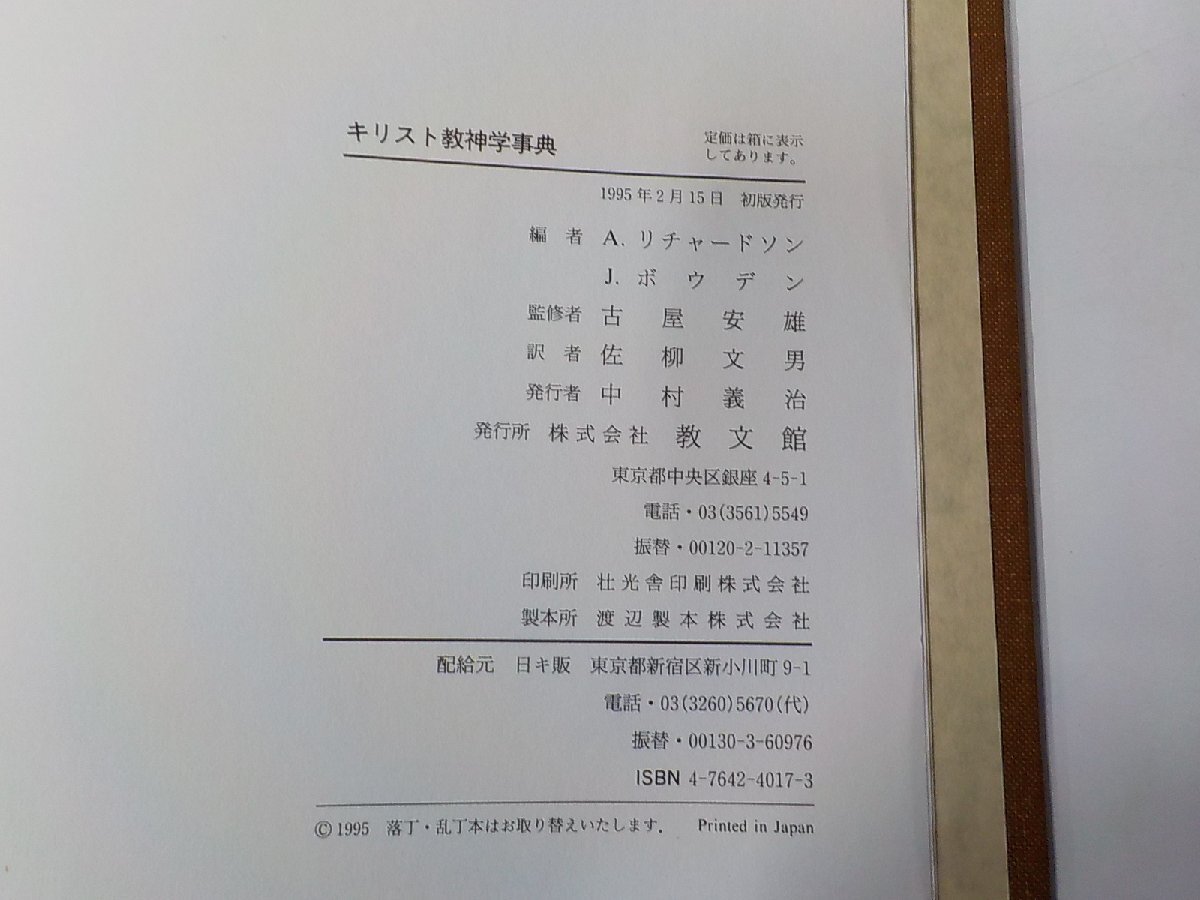 キリスト教神学事典
定価は箱に表示
してあります。
1995年2月15日 初版発行
編者 A. リチャードソン
J. ボウデン
監修者 古屋安雄
訳者 佐柳文男
発行者 中村義治
発行所 株式会社 教文館
東京都中央区銀座4-5-1
電話・03(3561)5549
振替・00120-2-11357
印刷所 壮光舎印刷株式会社
製本所 渡辺製本株式会社
配給元 日キ販 東京都新宿区新小川町9-1
電話・03(3260)5670(代)
振替・00130-3-60976
ISBN 4-7642-4017-3
©1995 落丁・乱丁本はお取り替えいたします. Printed in Japan